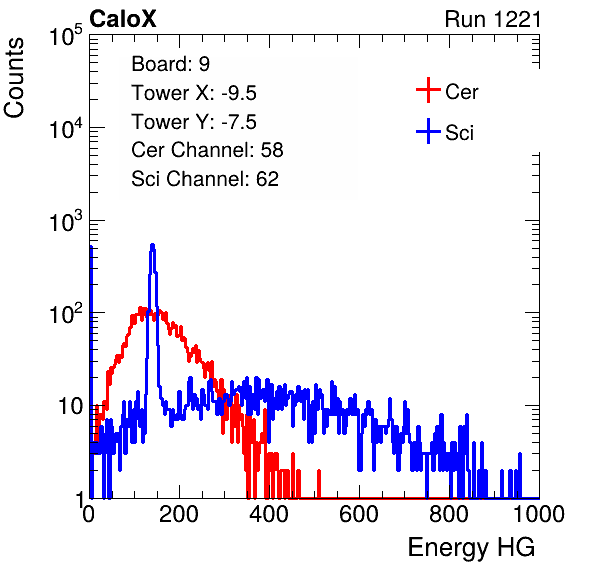 CaloX Run 1221
Counts
10^5
10^4
10^3
10^2
10
1
Board: 9
Tower X: -9.5
Tower Y: -7.5
Cer Channel: 58
Sci Channel: 62
Cer
Sci
0 200 400 600 800 1000
Energy HG